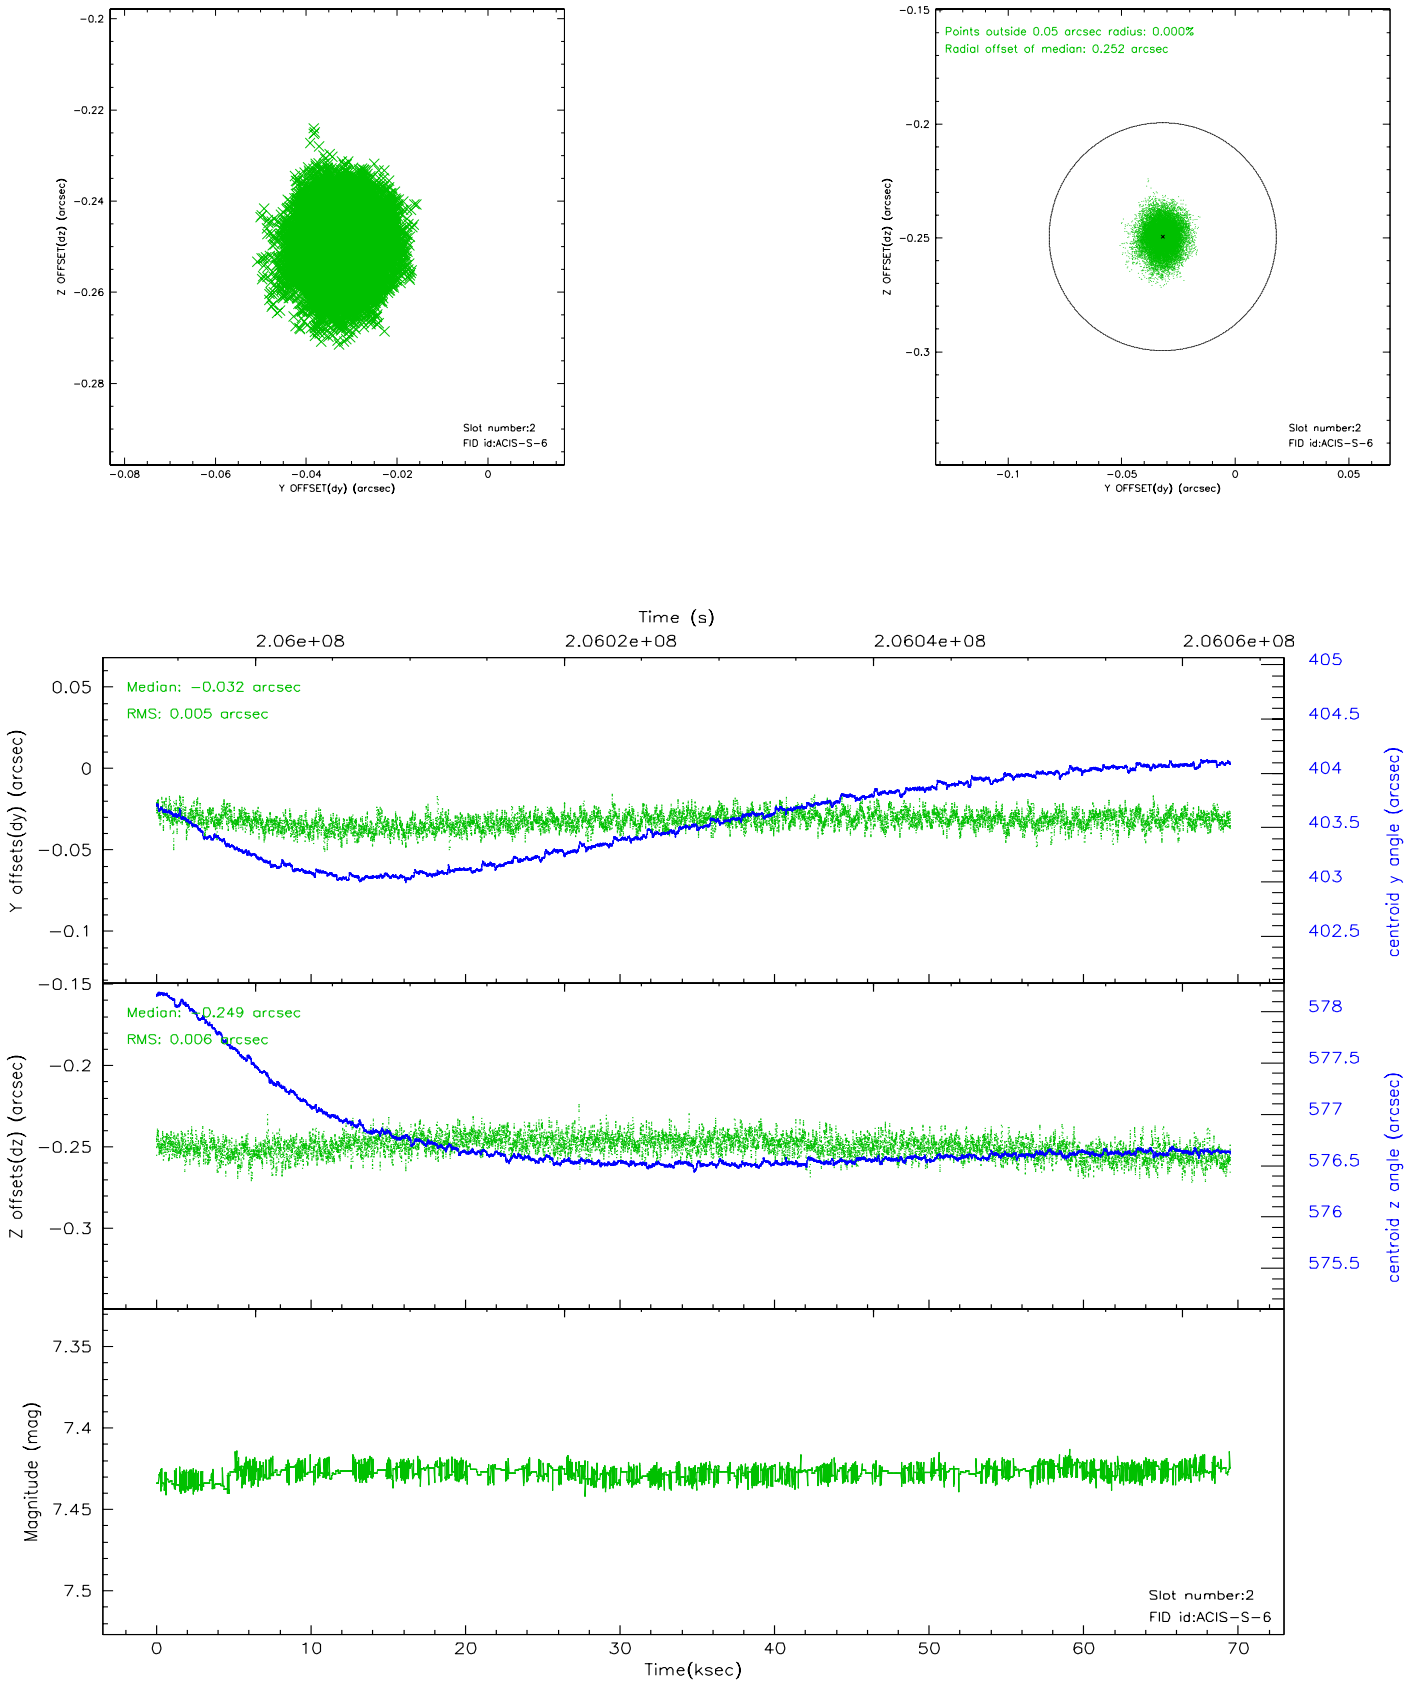 -0.2
-0.22
-0.24
-0.26
-0.28
Z OFFSET(dz) (arcsec)
Slot number:2
FID id:ACIS-S-6
-0.08 -0.06 -0.04 -0.02 0
Y OFFSET(dy) (arcsec)
-0.15
-0.2
-0.25
-0.3
Z OFFSET(dz) (arcsec)
Points outside 0.05 arcsec radius: 0.000%
Radial offset of median: 0.252 arcsec
Slot number:2
FID id:ACIS-S-6
-0.1 -0.05 0 0.05
Y OFFSET(dy) (arcsec)
Time (s)
2.06e+08 2.0602e+08 2.0604e+08 2.0606e+08
0.05
0
-0.05
-0.1
-0.15
Y offsets(dy) (arcsec)
Median: -0.032 arcsec
RMS: 0.005 arcsec
405
404.5
404
403.5
403
402.5
centroid y angle (arcsec)
-0.2
-0.25
-0.3
Z offsets(dz) (arcsec)
Median: -0.249 arcsec
RMS: 0.006 arcsec
578
577.5
577
576.5
576
575.5
centroid z angle (arcsec)
7.35
7.4
7.45
7.5
Magnitude (mag)
Slot number:2
FID id:ACIS-S-6
0 10 20 30 40 50 60 70
Time(ksec)